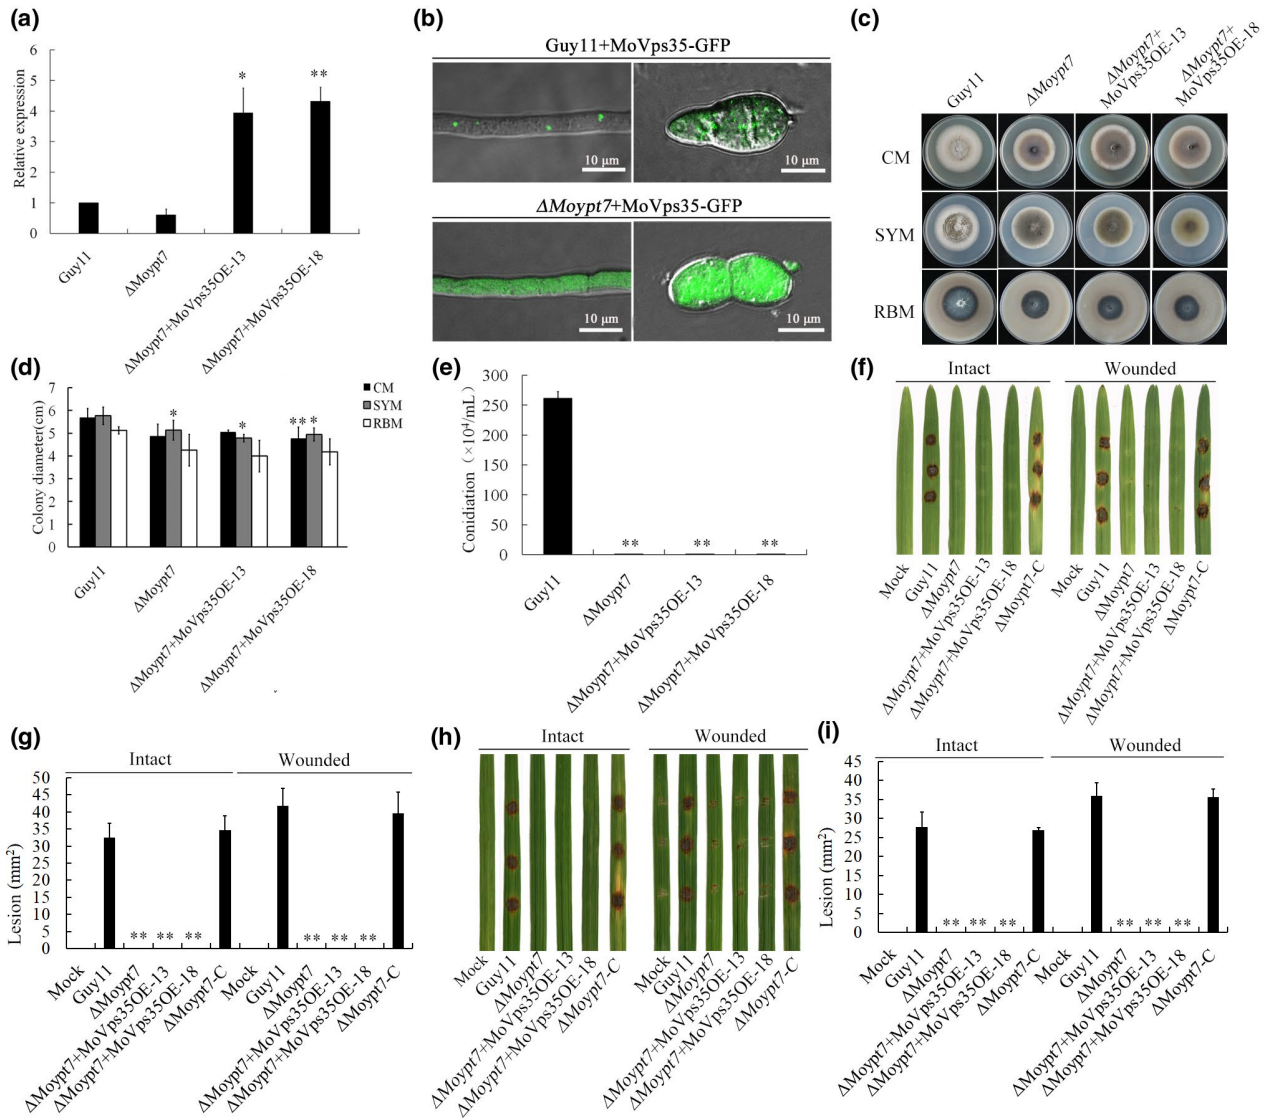 (a)
6
5
4
3
2
1
0
Relative expression
*
**
Guy11
ΔMoypt7
ΔMoypt7+MoVps35OE-13
ΔMoypt7+MoVps35OE-18
(b)
Guy11+MoVps35-GFP
10 μm
10 μm
ΔMoypt7+MoVps35-GFP
10 μm
10 μm
(c)
Guy11
ΔMoypt7
ΔMoypt7+
MoVps35OE-13
ΔMoypt7+
MoVps35OE-18
CM
SYM
RBM
(d)
7
6
5
4
3
2
1
0
Colony diameter(cm)
CM
SYM
RBM
*
*
** *
Guy11
ΔMoypt7
ΔMoypt7+MoVps35OE-13
ΔMoypt7+MoVps35OE-18
(e)
300
250
200
150
100
50
0
Conidiation (×10⁴/mL)
**
**
**
Guy11
ΔMoypt7
ΔMoypt7+MoVps35OE-13
ΔMoypt7+MoVps35OE-18
(f)
Intact
Wounded
Mock
Guy11
ΔMoypt7
ΔMoypt7+MoVps35OE-13
ΔMoypt7+MoVps35OE-18
ΔMoypt7-C
Mock
Guy11
ΔMoypt7
ΔMoypt7+MoVps35OE-13
ΔMoypt7+MoVps35OE-18
ΔMoypt7-C
(g)
Intact
Wounded
50
45
40
35
30
25
20
15
10
5
0
Lesion (mm²)
** ** **
** ** **
Mock
Guy11
ΔMoypt7
ΔMoypt7+MoVps35OE-13
ΔMoypt7+MoVps35OE-18
ΔMoypt7-C
Mock
Guy11
ΔMoypt7
ΔMoypt7+MoVps35OE-13
ΔMoypt7+MoVps35OE-18
ΔMoypt7-C
(h)
Intact
Wounded
Mock
Guy11
ΔMoypt7
ΔMoypt7+MoVps35OE-13
ΔMoypt7+MoVps35OE-18
ΔMoypt7-C
Mock
Guy11
ΔMoypt7
ΔMoypt7+MoVps35OE-13
ΔMoypt7+MoVps35OE-18
ΔMoypt7-C
(i)
Intact
Wounded
45
40
35
30
25
20
15
10
5
0
Lesion (mm²)
** ** **
** ** **
Mock
Guy11
ΔMoypt7
ΔMoypt7+MoVps35OE-13
ΔMoypt7+MoVps35OE-18
ΔMoypt7-C
Mock
Guy11
ΔMoypt7
ΔMoypt7+MoVps35OE-13
ΔMoypt7+MoVps35OE-18
ΔMoypt7-C